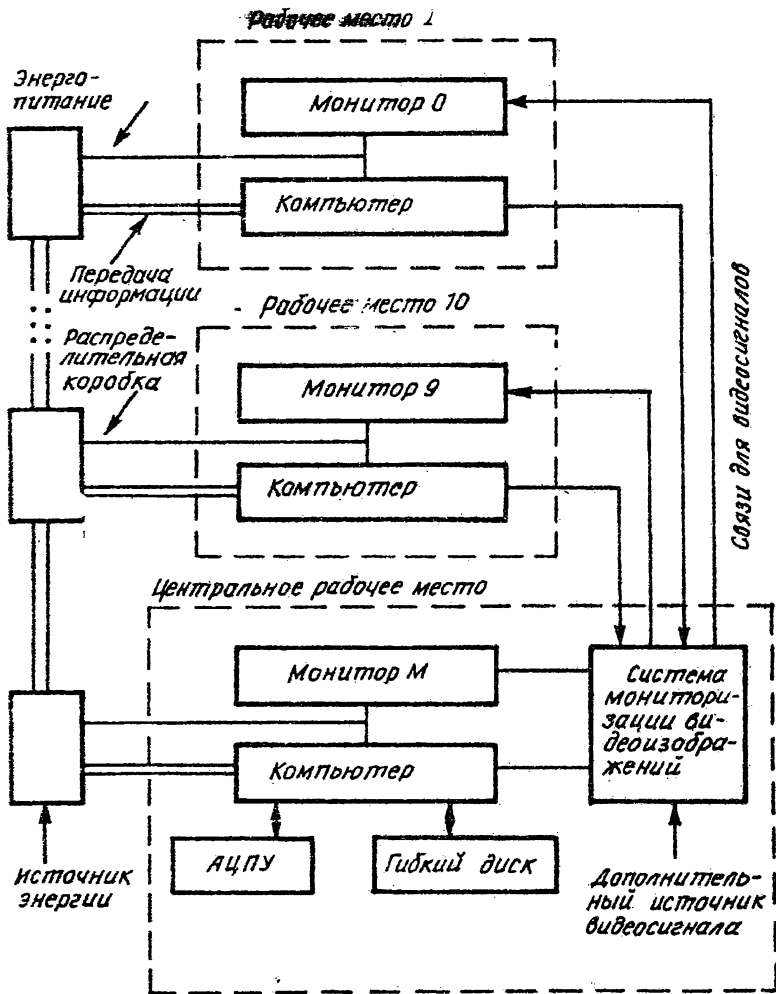 Рабочее место 1
Энерго-
питание
Монитор 0
Компьютер
Передача
информации
Рабочее место 10
Распреде-
лительная
коробка
Монитор 9
Компьютер
Связи для видеосигналов
Центральное рабочее место
Монитор М
Компьютер
Система
монитори-
зации ви-
деоизобра-
жений
АЦПУ
Гибкий диск
Источник
энергии
Дополнитель-
ный источник
видеосигнала